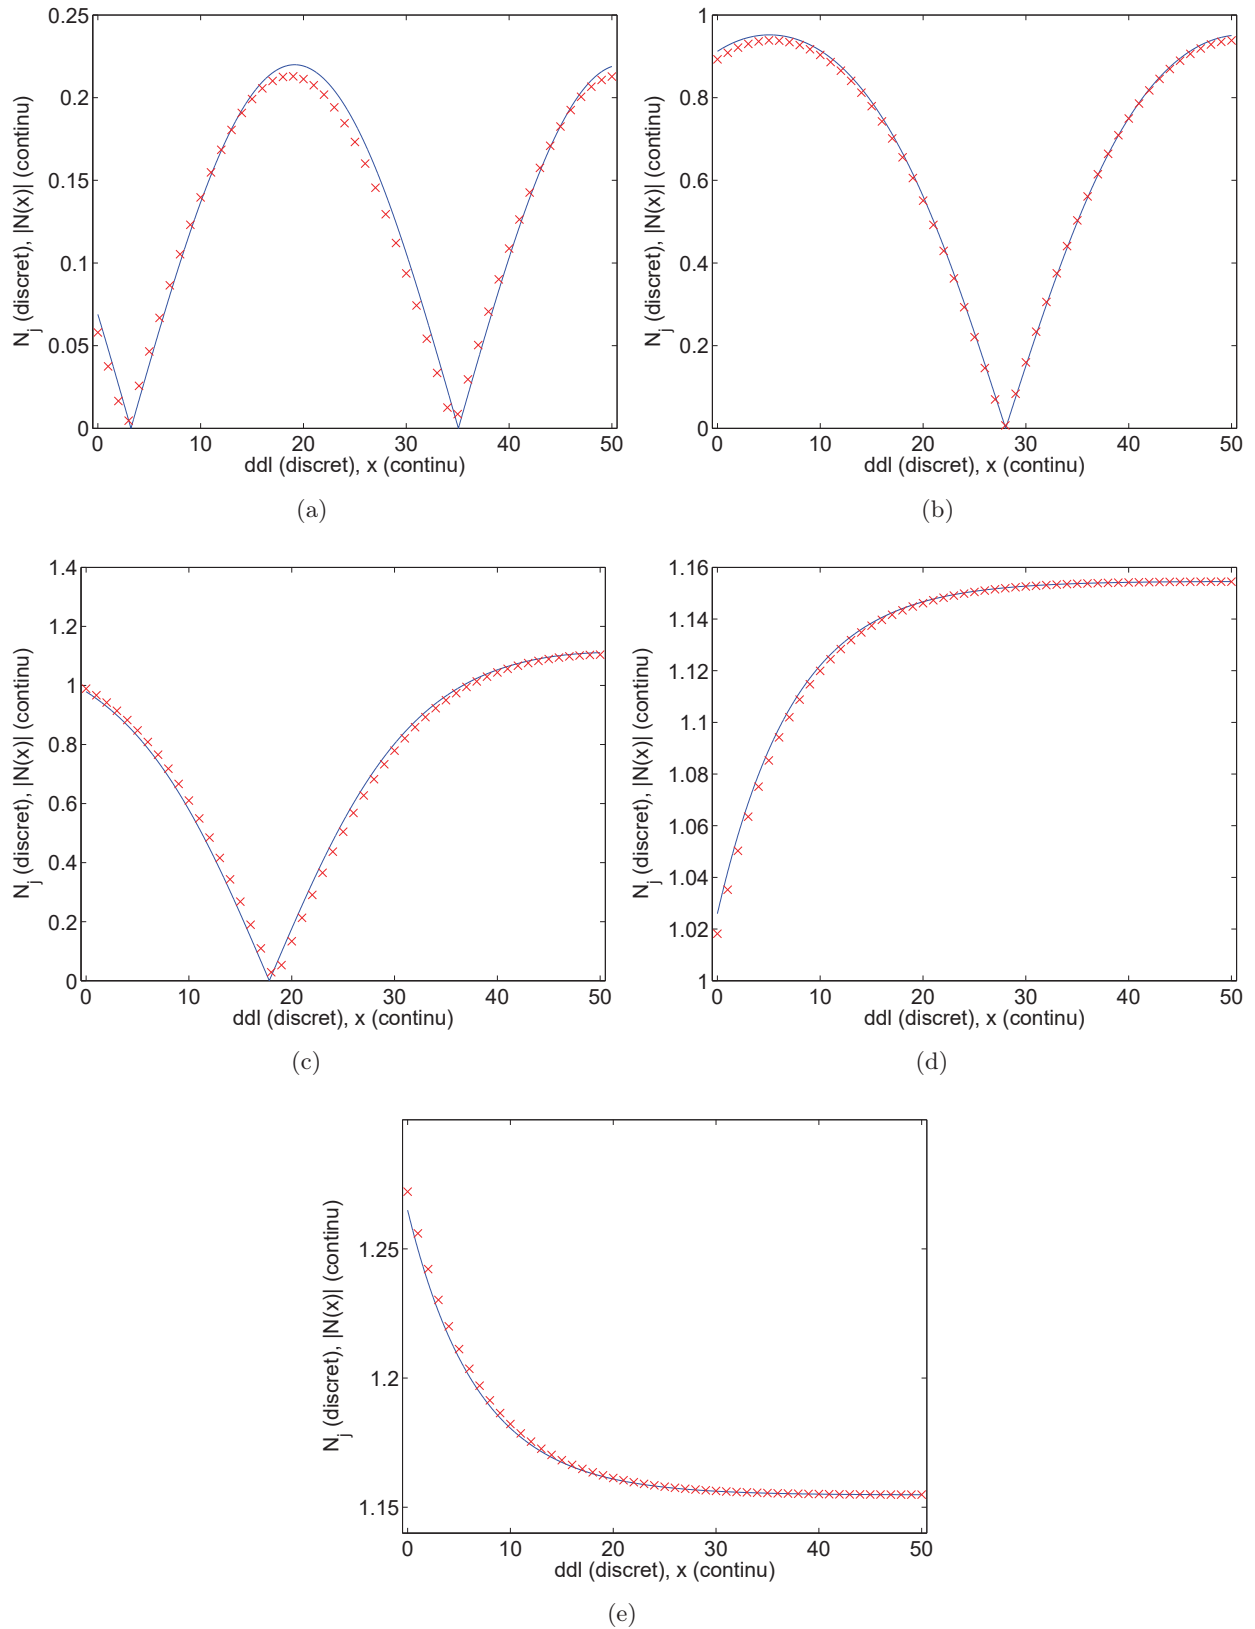 0.25
0.2
0.15
0.1
0.05
0
N_j (discret), |N(x)| (continu)
0 10 20 30 40 50
ddl (discret), x (continu)
(a)
1
0.8
0.6
0.4
0.2
0
N_j (discret), |N(x)| (continu)
0 10 20 30 40 50
ddl (discret), x (continu)
(b)
1.4
1.2
1
0.8
0.6
0.4
0.2
0
N_j (discret), |N(x)| (continu)
0 10 20 30 40 50
ddl (discret), x (continu)
(c)
1.16
1.14
1.12
1.1
1.08
1.06
1.04
1.02
1
N_j (discret), |N(x)| (continu)
0 10 20 30 40 50
ddl (discret), x (continu)
(d)
1.25
1.2
1.15
N_j (discret), |N(x)| (continu)
0 10 20 30 40 50
ddl (discret), x (continu)
(e)